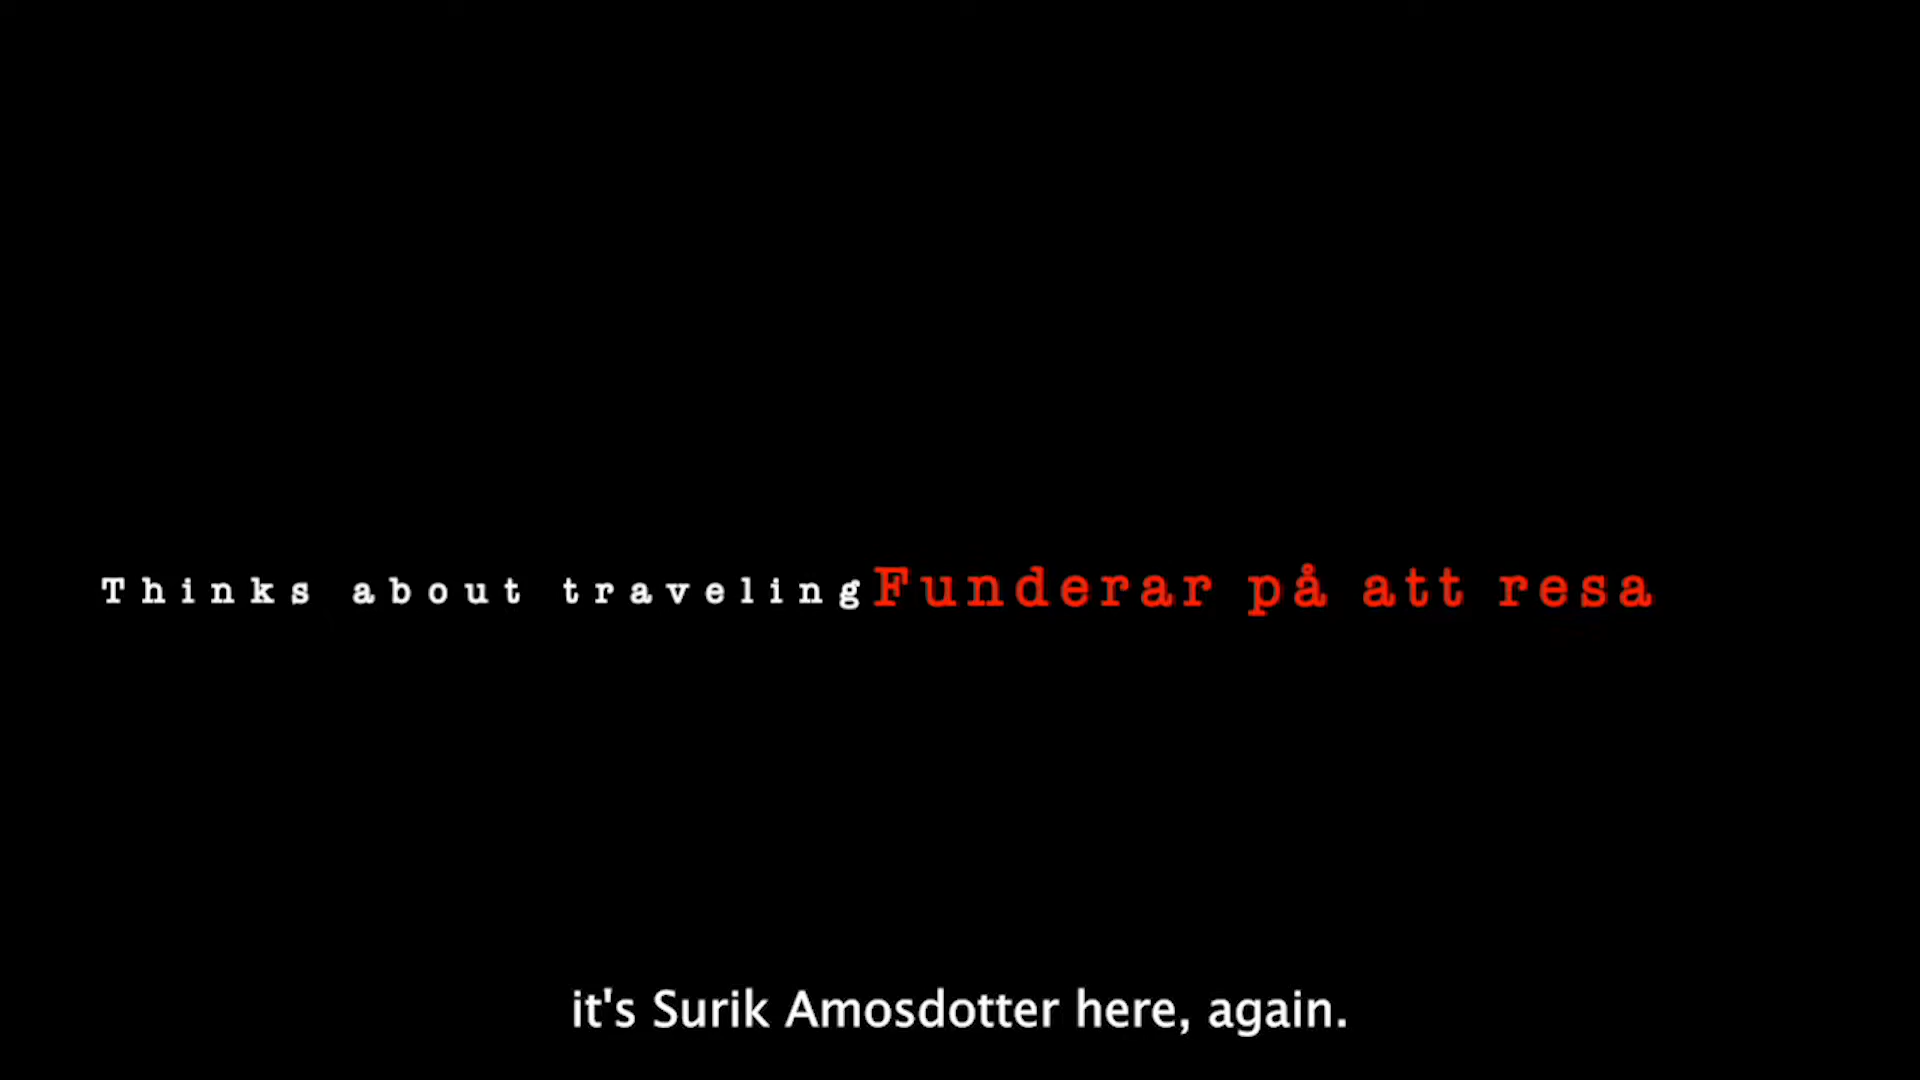 Thinks about traveling Funderar på att resa
it's Surik Amosdotter here, again.